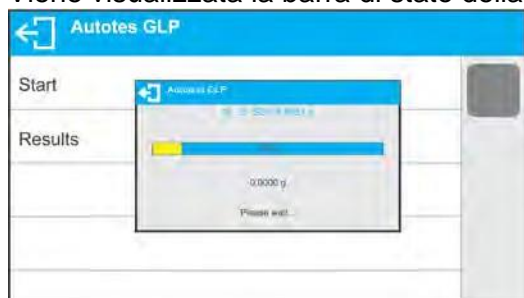 Viene visualizzata la barra di stato della
Autotes GLP
Start
Autotest GLP
Results
0.0000 g
Please wait...